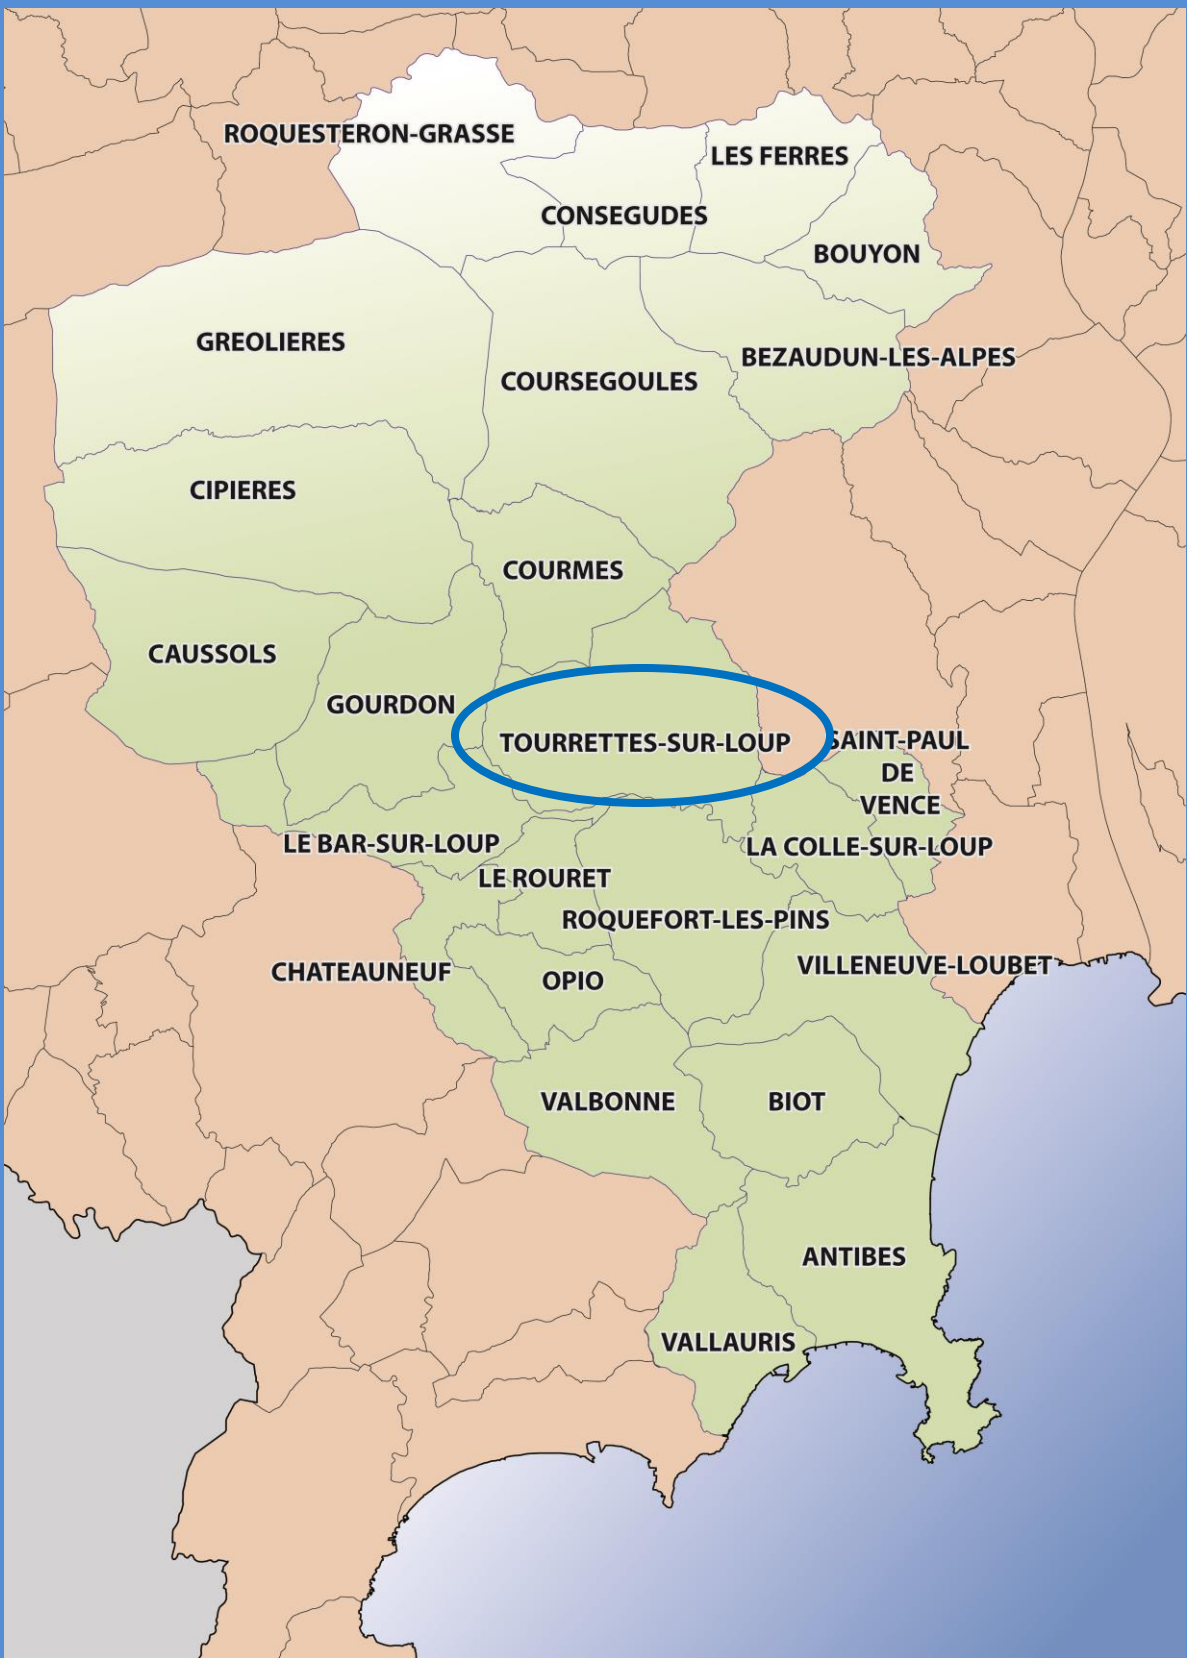 ROQUESTERON-GRASSE
LES FERRES
CONSEGUDES
BOUYON
GREOLIERES
BEZAUDUN-LES-ALPES
COURSEGOULES
CIPIERES
COURMES
CAUSSOLS
GOURDON
TOURRETTES-SUR-LOUP
SAINT-PAUL
DE
VENCE
LE BAR-SUR-LOUP
LA COLLE-SUR-LOUP
LE ROURET
ROQUEFORT-LES-PINS
CHATEAUNEUF
OPIO
VILLENEUVE-LOUBET
VALBONNE
BIOT
ANTIBES
VALLAURIS